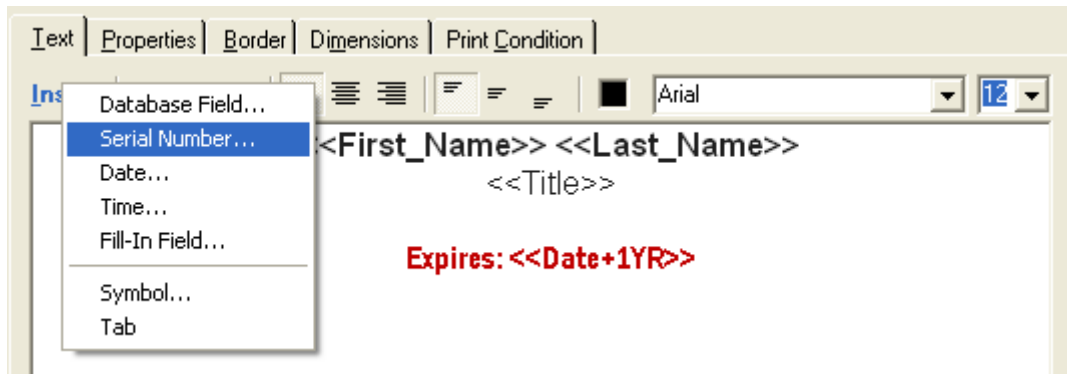 Text Properties Border Dimensions Print Condition
Ins Arial 12
Database Field...
Serial Number...
Date...
Time...
Fill-In Field...
Symbol...
Tab
<<First_Name>> <<Last_Name>>
<<Title>>
Expires: <<Date+1YR>>